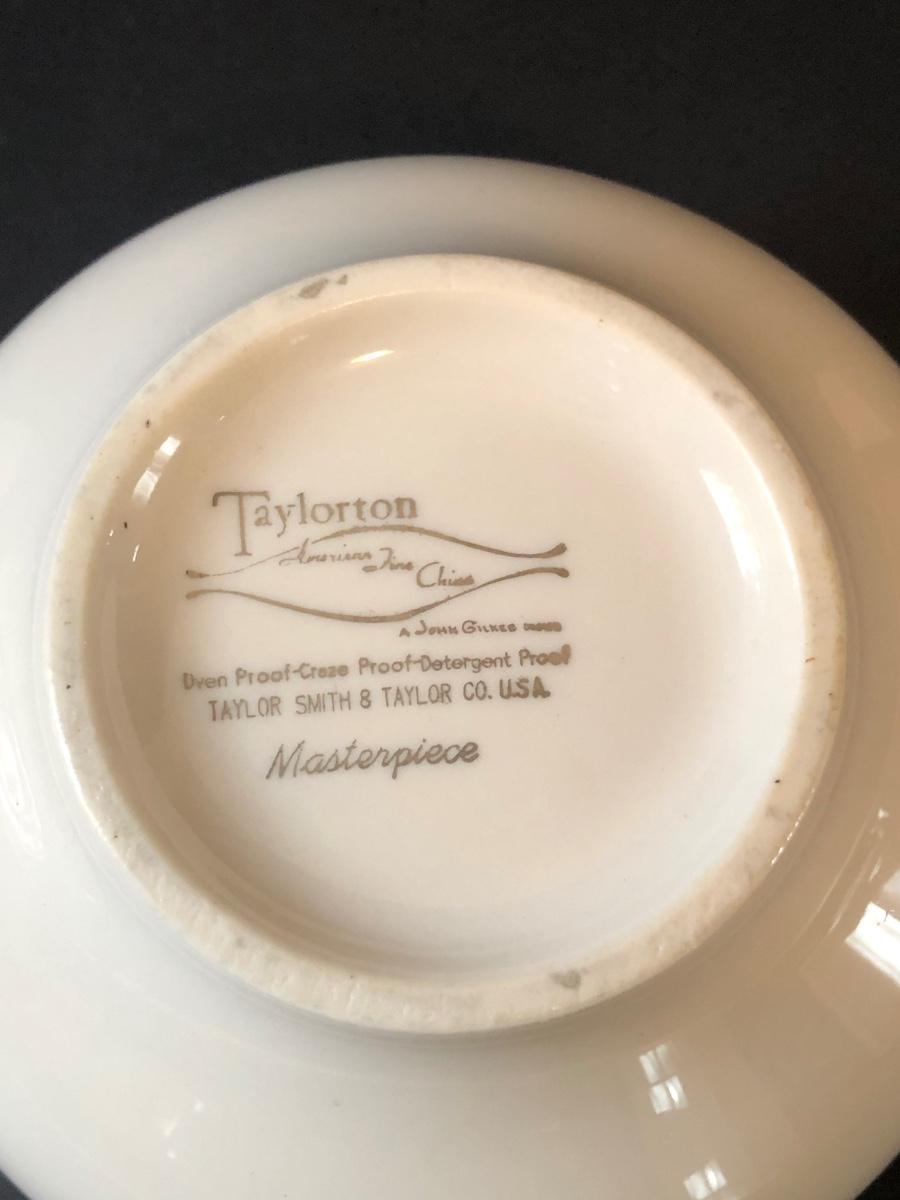 Taylorton
American Fine China
A JOHN GILKES DESIGN
Oven Proof-Craze Proof-Detergent Proof
TAYLOR SMITH & TAYLOR CO. U.S.A.
Masterpiece